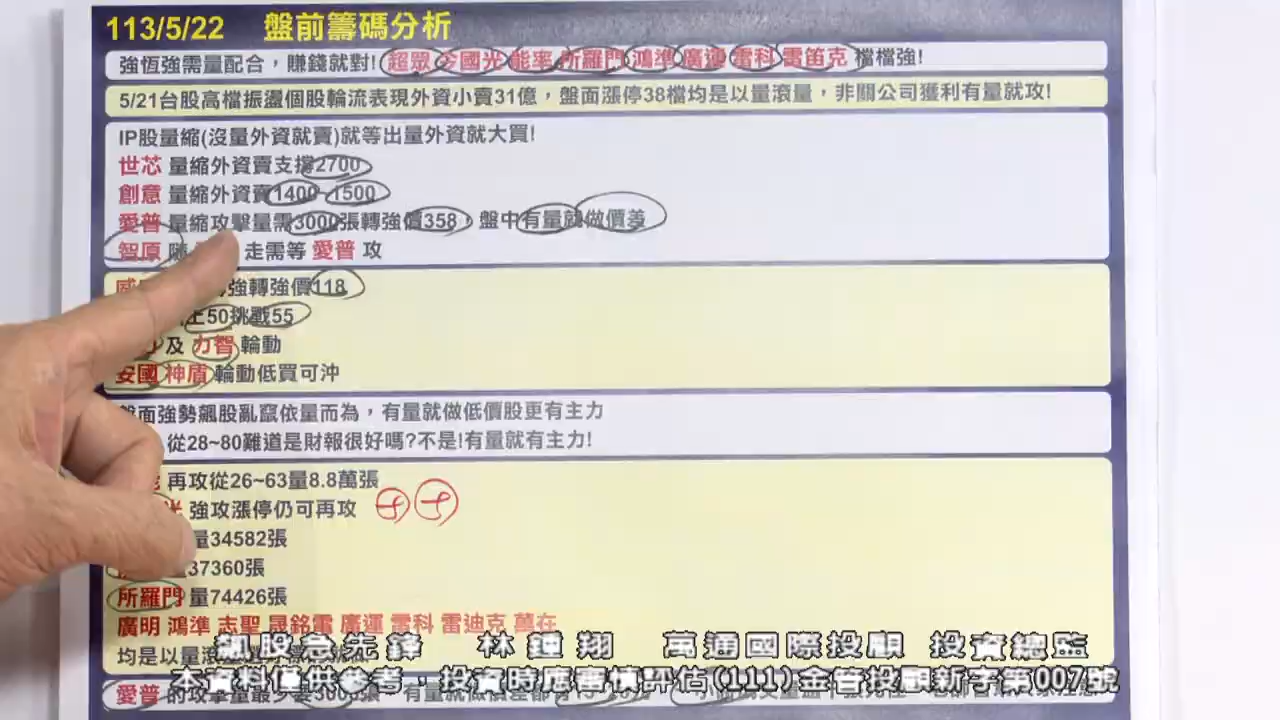 113/5/22 盤前籌碼分析
強恆強需量配合，賺錢就對! 超眾 今國光 能率 所羅門 鴻準 廣運 雷科 雷笛克 檔檔強!
5/21台股高檔振盪個股輪流表現外資小賣31億，盤面漲停38檔均是以量滾量，非關公司獲利有量就攻!
IP股量縮(沒量外資就賣)就等出量外資就大買!
世芯 量縮外資賣支撐2700
創意 量縮外資賣1400~1500
愛普 量縮攻擊量需3000張轉強價358，盤中有量就做價差
智原 走需等 愛普 攻
強轉強價118
上50挑戰55
及 力智 輪動
安國 神盾 輪動低買可沖
盤面強勢飆股亂竄依量而為，有量就做低價股更有主力
從28~80難道是財報很好嗎?不是!有量就有主力!
再攻從26~63量8.8萬張
強攻漲停仍可再攻
量34582張
37360張
所羅門 量74426張
廣明 鴻準 志聖 晟銘電 廣運 雷科 雷迪克 萬在
均是以量滾
飆股急先鋒 林鐘翔 萬通國際投顧 投資總監
本資料僅供參考，投資時應審慎評估(111)金管投顧新字第007號
愛普 的攻擊量最少要3000張